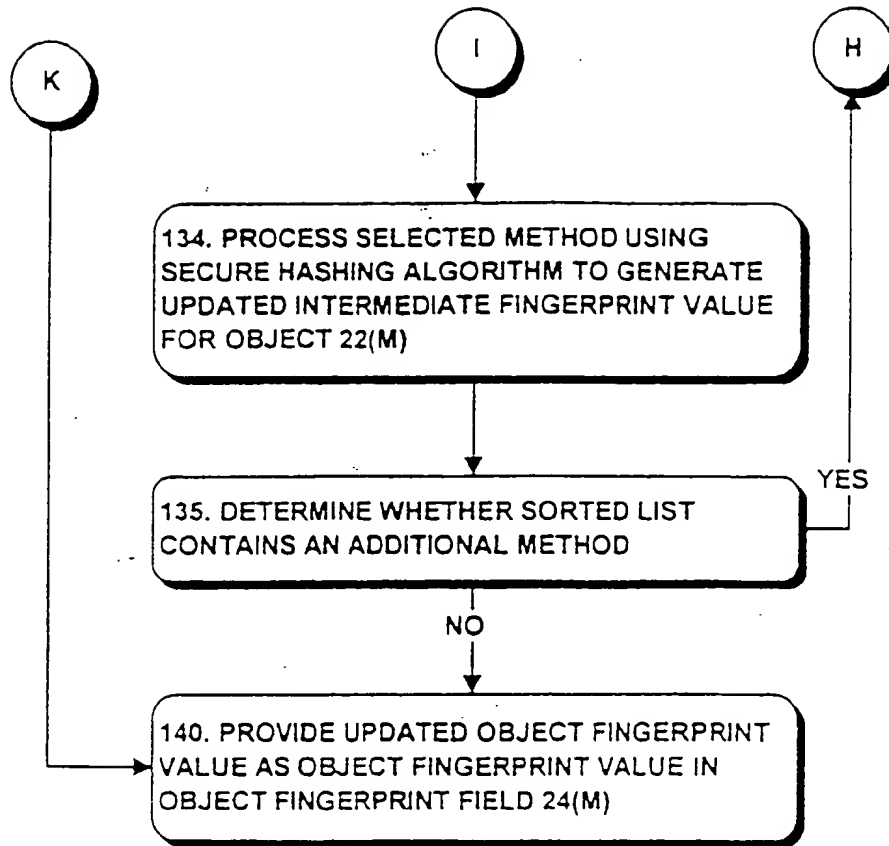 K
I
H
134. PROCESS SELECTED METHOD USING
SECURE HASHING ALGORITHM TO GENERATE
UPDATED INTERMEDIATE FINGERPRINT VALUE
FOR OBJECT 22(M)
YES
135. DETERMINE WHETHER SORTED LIST
CONTAINS AN ADDITIONAL METHOD
NO
140. PROVIDE UPDATED OBJECT FINGERPRINT
VALUE AS OBJECT FINGERPRINT VALUE IN
OBJECT FINGERPRINT FIELD 24(M)